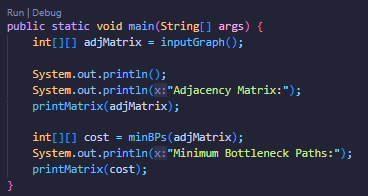 Run | Debug
public static void main(String[] args) {
    int[][] adjMatrix = inputGraph();

    System.out.println();
    System.out.println(x:"Adjacency Matrix:");
    printMatrix(adjMatrix);

    int[][] cost = minBPs(adjMatrix);
    System.out.println(x:"Minimum Bottleneck Paths:");
    printMatrix(cost);
}